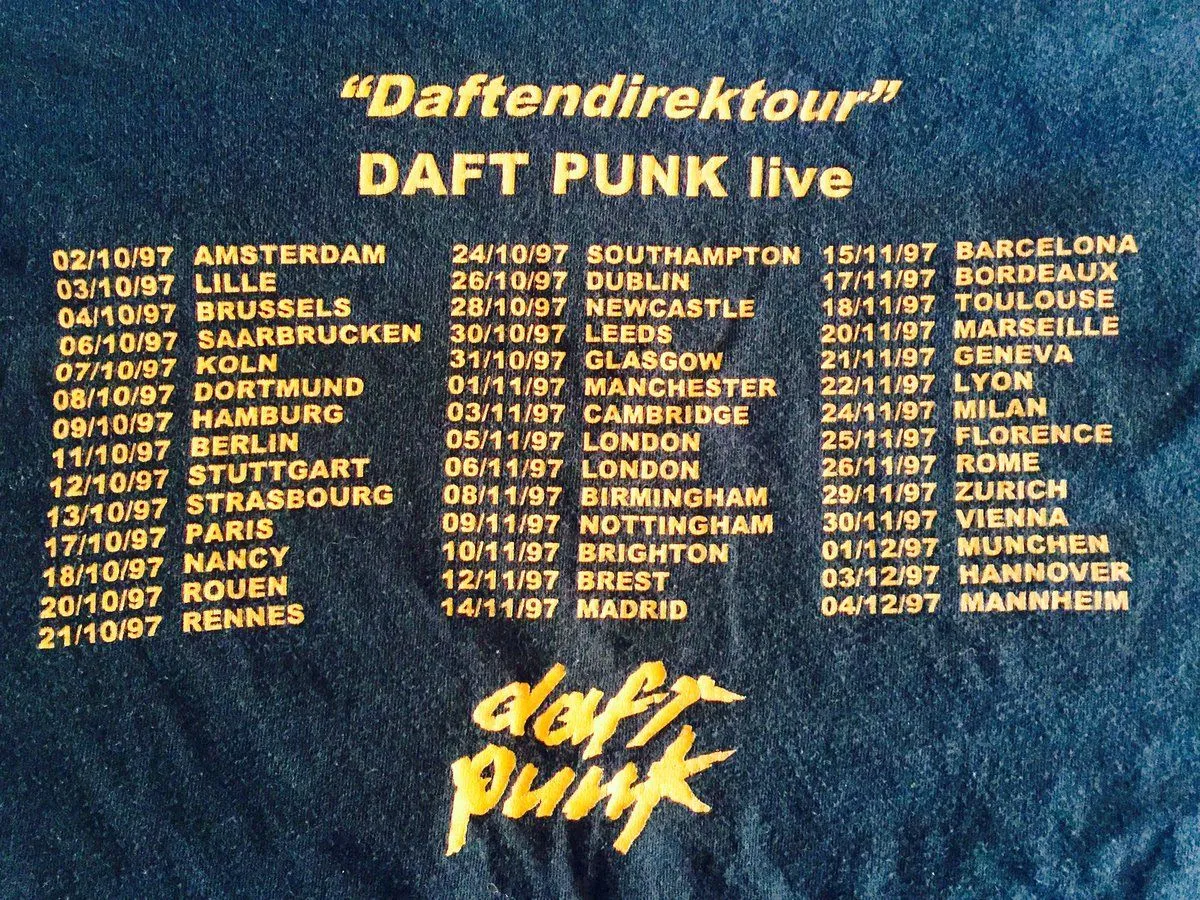 “Daftendirektour”
DAFT PUNK live
02/10/97 AMSTERDAM
03/10/97 LILLE
04/10/97 BRUSSELS
06/10/97 SAARBRUCKEN
07/10/97 KOLN
08/10/97 DORTMUND
09/10/97 HAMBURG
11/10/97 BERLIN
12/10/97 STUTTGART
13/10/97 STRASBOURG
17/10/97 PARIS
18/10/97 NANCY
20/10/97 ROUEN
21/10/97 RENNES
24/10/97 SOUTHAMPTON
26/10/97 DUBLIN
28/10/97 NEWCASTLE
30/10/97 LEEDS
31/10/97 GLASGOW
01/11/97 MANCHESTER
03/11/97 CAMBRIDGE
05/11/97 LONDON
06/11/97 LONDON
08/11/97 BIRMINGHAM
09/11/97 NOTTINGHAM
10/11/97 BRIGHTON
12/11/97 BREST
14/11/97 MADRID
15/11/97 BARCELONA
17/11/97 BORDEAUX
18/11/97 TOULOUSE
20/11/97 MARSEILLE
21/11/97 GENEVA
22/11/97 LYON
24/11/97 MILAN
25/11/97 FLORENCE
26/11/97 ROME
29/11/97 ZURICH
30/11/97 VIENNA
01/12/97 MUNCHEN
03/12/97 HANNOVER
04/12/97 MANNHEIM
daft
punk